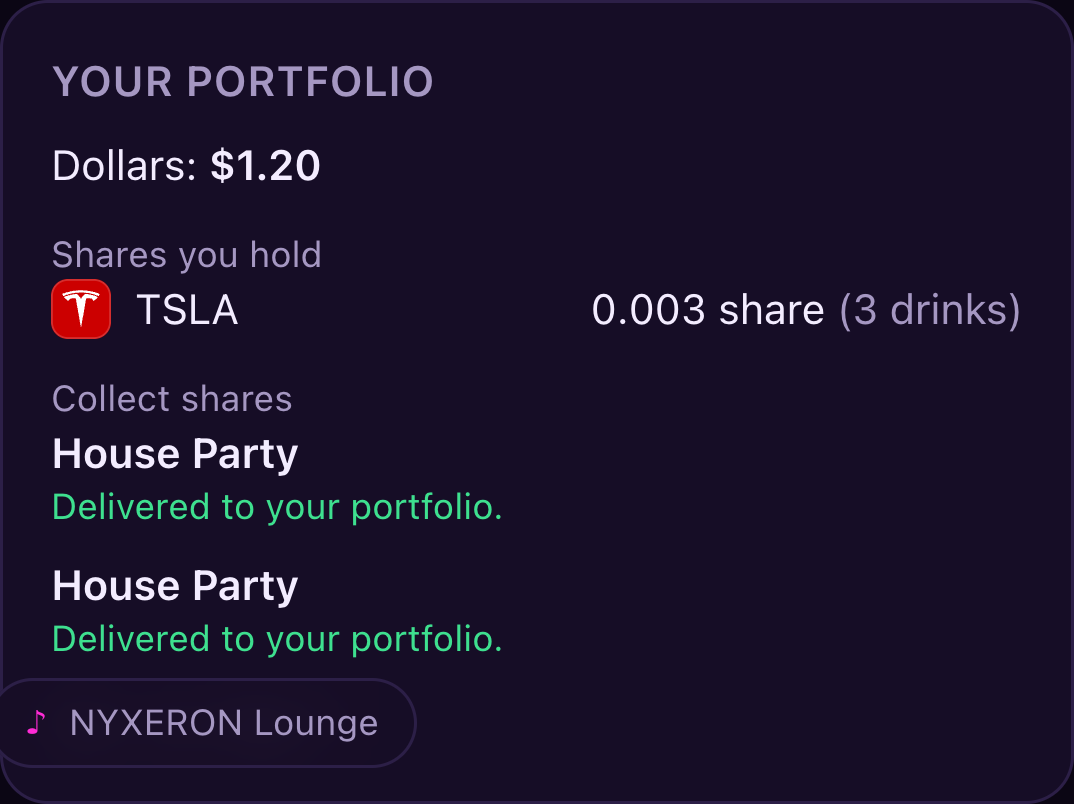 YOUR PORTFOLIO
Dollars: $1.20
Shares you hold
TSLA 0.003 share (3 drinks)
Collect shares
House Party
Delivered to your portfolio.
House Party
Delivered to your portfolio.
♪ NYXERON Lounge